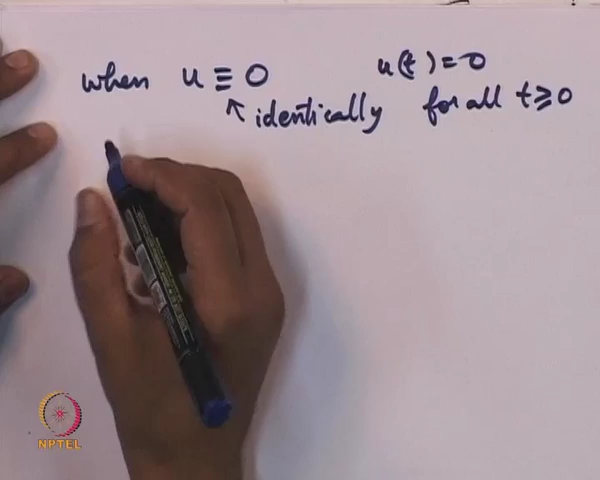 when u ≡ 0 u(t) = 0
↖ identically for all t ≥ 0
NPTEL